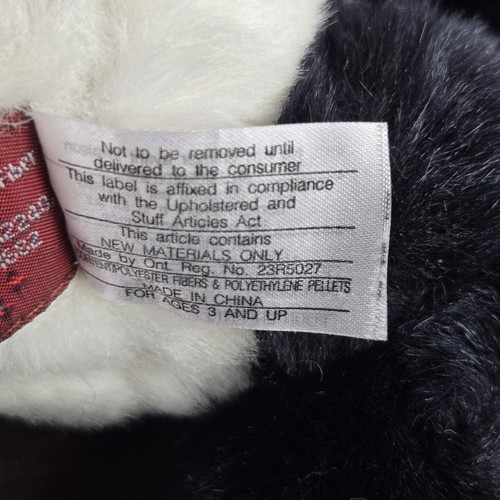 Not to be removed until
delivered to the consumer
This label is affixed in compliance
with the Upholstered and
Stuff Articles Act
This article contains
NEW MATERIALS ONLY
Made by Ont. Reg. No. 23R5027
CONTENT:POLYESTER FIBERS & POLYETHYLENE PELLETS
MADE IN CHINA
FOR AGES 3 AND UP